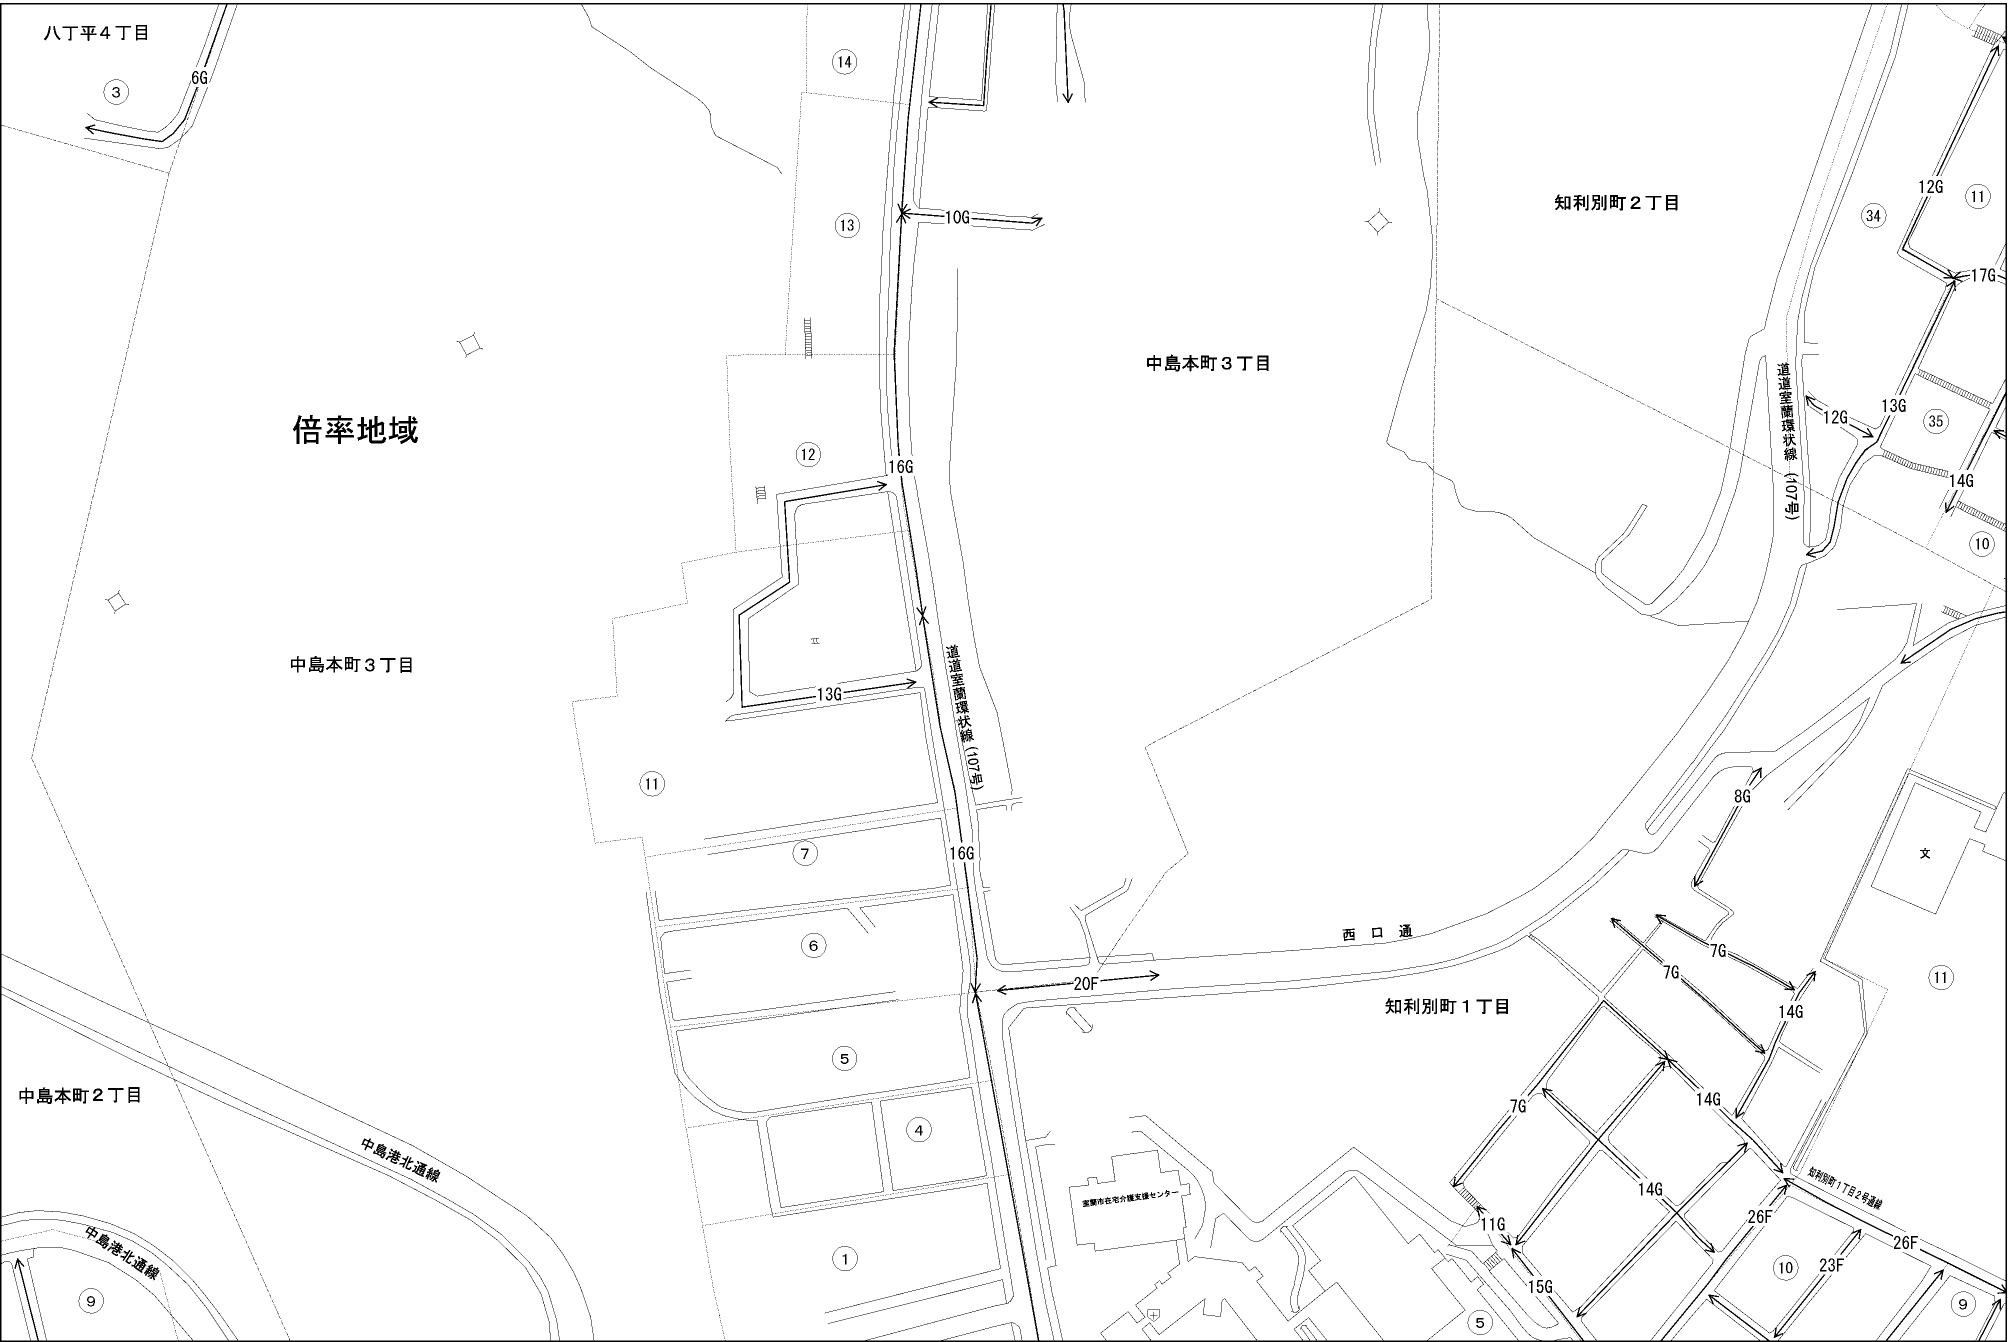 八丁平４丁目
6G
14
3
12G
11
知利別町２丁目
34
10G
13
17G
中島本町３丁目
道道室蘭環状線(107号)
13G
12G
35
倍率地域
12
16G
14G
10
中島本町３丁目
道道室蘭環状線(107号)
13G
11
8G
7
16G
文
西口通
6
7G
7G
11
20F
知利別町１丁目
14G
5
中島本町２丁目
7G
14G
4
中島港北通線
知利別町１丁目２号通線
14G
室蘭市在宅介護支援センター
26F
11G
中島港北通線
26F
1
23F
10
15G
9
9
5